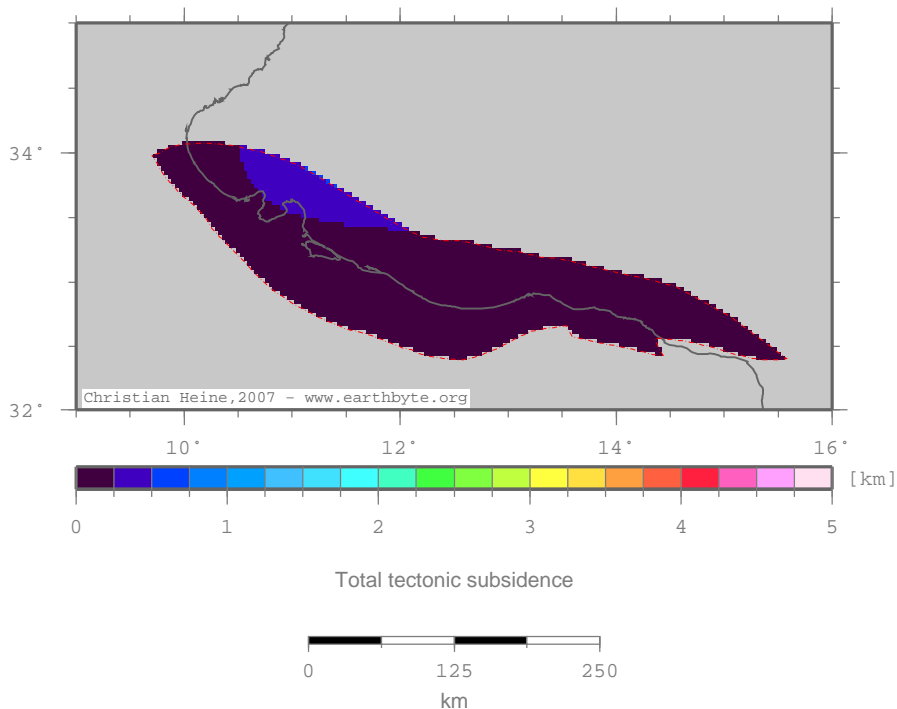 34°
32°
Christian Heine,2007 - www.earthbyte.org
10° 12° 14° 16°
[km]
0 1 2 3 4 5
Total tectonic subsidence
0 125 250
km